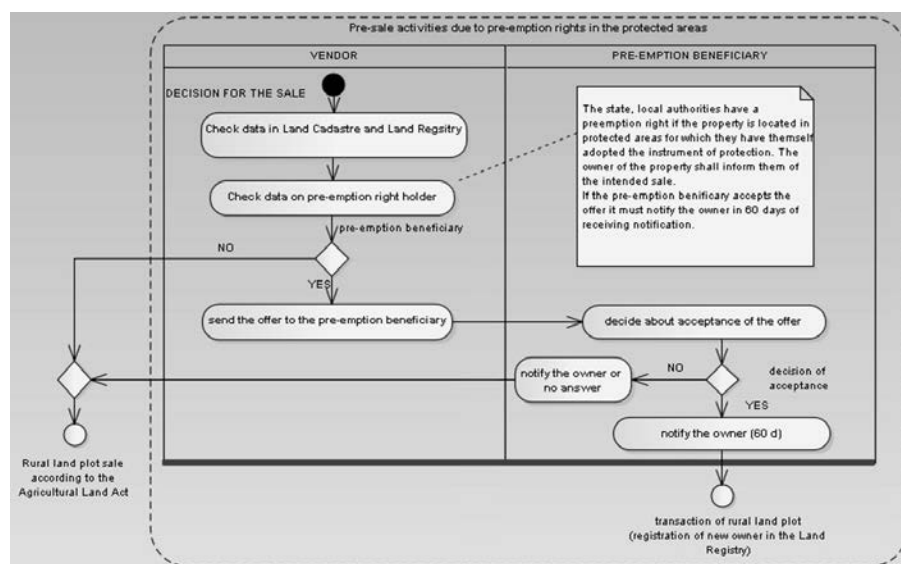 Pre-sale activities due to pre-emption rights in the protected areas
VENDOR
PRE-EMPTION BENEFICIARY
DECISION FOR THE SALE
Check data in Land Cadastre and Land Regsitry
Check data on pre-emption right holder
pre-emption beneficiary
The state, local authorities have a
preemption right if the property is located in
protected areas for which they have themself
adopted the instrument of protection. The
owner of the property shall inform them of
the intended sale.
If the pre-emption benificary accepts the
offer it must notify the owner in 60 days of
receiving notification.
NO
YES
send the offer to the pre-emption beneficiary
decide about acceptance of the offer
notify the owner or
no answer
NO
decision of
acceptance
YES
notify the owner (60 d)
Rural land plot sale
according to the
Agricultural Land Act
transaction of rural land plot
(registration of new owner in the Land
Registry)